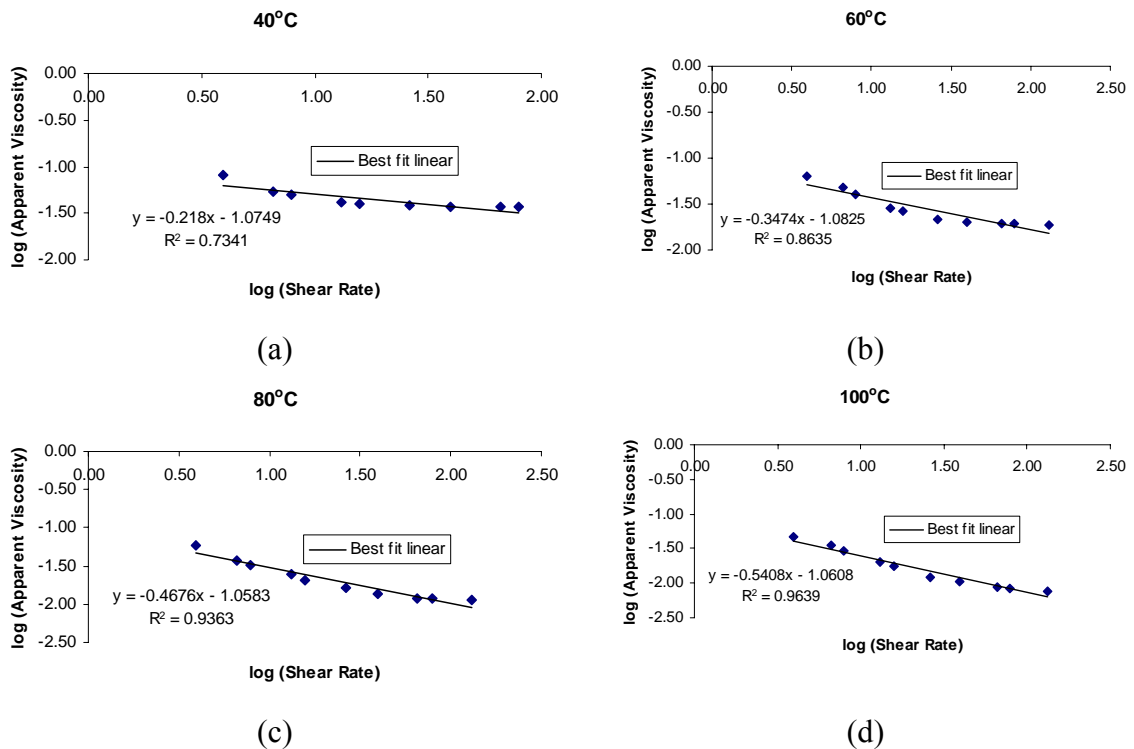 40°C
0.00
0.00 0.50 1.00 1.50 2.00
-0.50
-1.00
-1.50
-2.00
log (Apparent Viscosity)
Best fit linear
y = -0.218x - 1.0749
R² = 0.7341
log (Shear Rate)
(a)
60°C
0.00
0.00 0.50 1.00 1.50 2.00 2.50
-0.50
-1.00
-1.50
-2.00
log (Apparent Viscosity)
Best fit linear
y = -0.3474x - 1.0825
R² = 0.8635
log (Shear Rate)
(b)
80°C
0.00
0.00 0.50 1.00 1.50 2.00 2.50
-0.50
-1.00
-1.50
-2.00
-2.50
log (Apparent Viscosity)
Best fit linear
y = -0.4676x - 1.0583
R² = 0.9363
log (Shear Rate)
(c)
100°C
0.00
0.00 0.50 1.00 1.50 2.00 2.50
-0.50
-1.00
-1.50
-2.00
-2.50
log (Apparent Viscosity)
Best fit linear
y = -0.5408x - 1.0608
R² = 0.9639
log (Shear Rate)
(d)